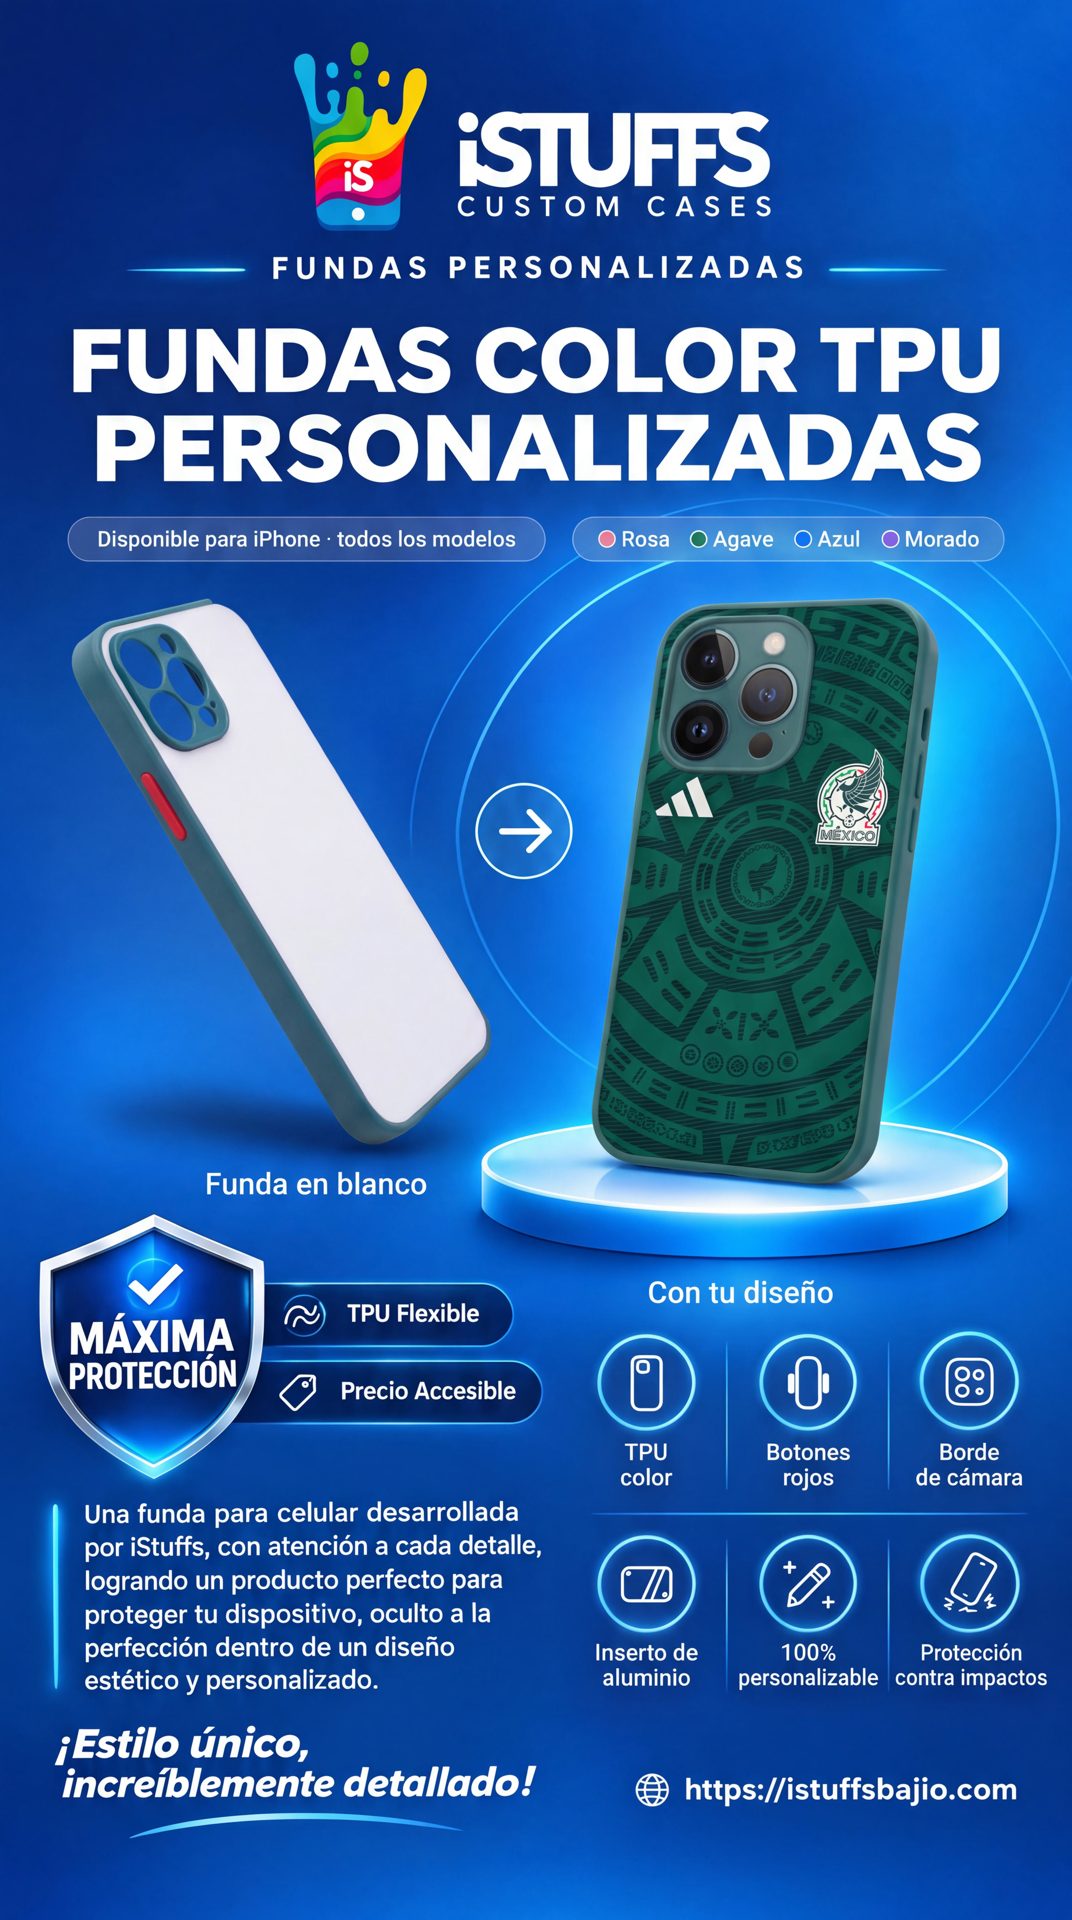 iS
iSTUFFS
CUSTOM CASES
FUNDAS PERSONALIZADAS
FUNDAS COLOR TPU
PERSONALIZADAS
Disponible para iPhone · todos los modelos
Rosa Agave Azul Morado
MÉXICO
XIX
Funda en blanco
Con tu diseño
MÁXIMA
PROTECCIÓN
TPU Flexible
Precio Accesible
TPU
color
Botones
rojos
Borde
de cámara
Inserto de
aluminio
100%
personalizable
Protección
contra impactos
Una funda para celular desarrollada
por iStuffs, con atención a cada detalle,
logrando un producto perfecto para
proteger tu dispositivo, oculto a la
perfección dentro de un diseño
estético y personalizado.
¡Estilo único,
increíblemente detallado!
https://istuffsbajio.com